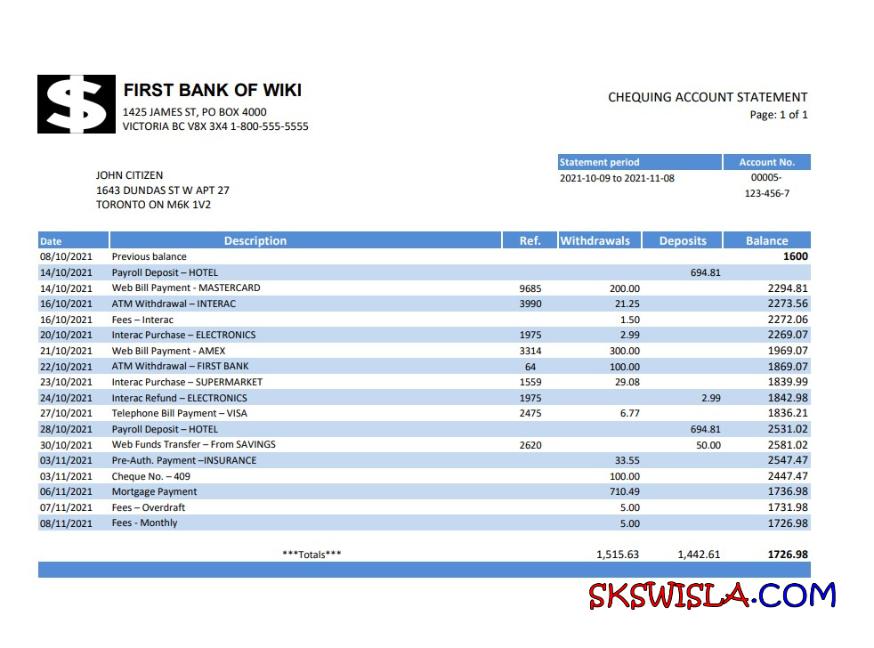 FIRST BANK OF WIKI
1425 JAMES ST, PO BOX 4000
VICTORIA BC V8X 3X4 1-800-555-5555
CHEQUING ACCOUNT STATEMENT
Page: 1 of 1
JOHN CITIZEN
1643 DUNDAS ST W APT 27
TORONTO ON M6K 1V2
Statement period Account No.
2021-10-09 to 2021-11-08 00005-
123-456-7
Date Description Ref. Withdrawals Deposits Balance
08/10/2021 Previous balance 1600
14/10/2021 Payroll Deposit – HOTEL 694.81
14/10/2021 Web Bill Payment - MASTERCARD 9685 200.00 2294.81
16/10/2021 ATM Withdrawal – INTERAC 3990 21.25 2273.56
16/10/2021 Fees – Interac 1.50 2272.06
20/10/2021 Interac Purchase – ELECTRONICS 1975 2.99 2269.07
21/10/2021 Web Bill Payment - AMEX 3314 300.00 1969.07
22/10/2021 ATM Withdrawal – FIRST BANK 64 100.00 1869.07
23/10/2021 Interac Purchase – SUPERMARKET 1559 29.08 1839.99
24/10/2021 Interac Refund – ELECTRONICS 1975 2.99 1842.98
27/10/2021 Telephone Bill Payment – VISA 2475 6.77 1836.21
28/10/2021 Payroll Deposit – HOTEL 694.81 2531.02
30/10/2021 Web Funds Transfer – From SAVINGS 2620 50.00 2581.02
03/11/2021 Pre-Auth. Payment –INSURANCE 33.55 2547.47
03/11/2021 Cheque No. – 409 100.00 2447.47
06/11/2021 Mortgage Payment 710.49 1736.98
07/11/2021 Fees – Overdraft 5.00 1731.98
08/11/2021 Fees - Monthly 5.00 1726.98
***Totals*** 1,515.63 1,442.61 1726.98
SKSWISLA.COM